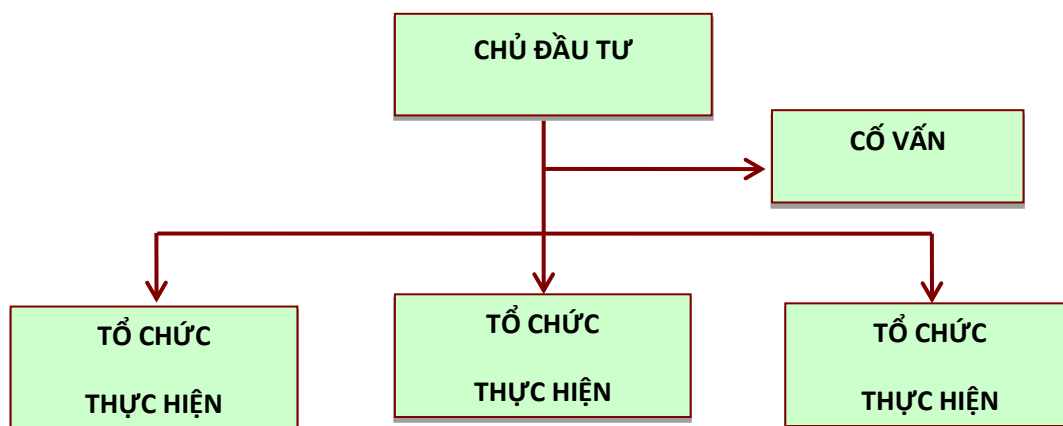 CHỦ ĐẦU TƯ
CỐ VẤN
TỔ CHỨC
THỰC HIỆN
TỔ CHỨC
THỰC HIỆN
TỔ CHỨC
THỰC HIỆN